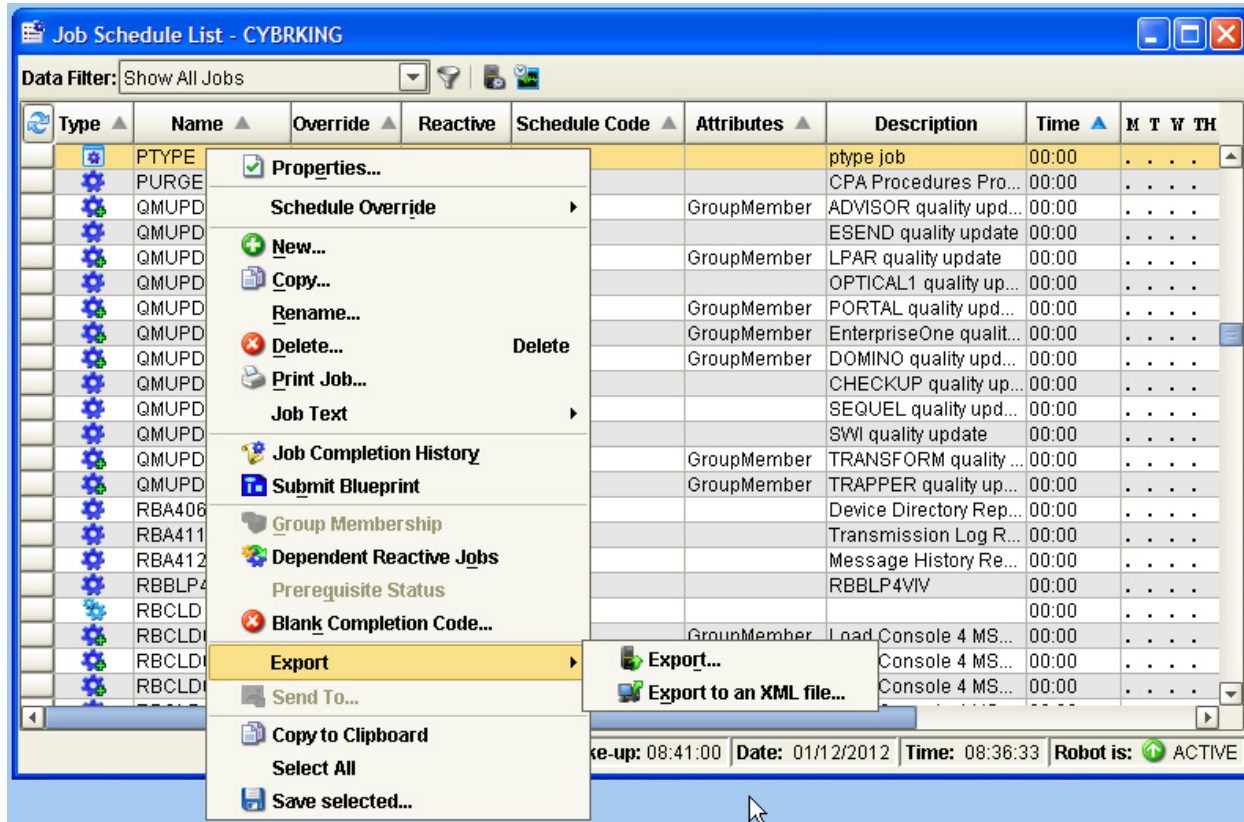 Job Schedule List - CYBRKING
Data Filter: Show All Jobs
Type Name Override Reactive Schedule Code Attributes Description Time M T W TH
PTYPE ptype job 00:00 . . . .
PURGE CPA Procedures Pro... 00:00 . . . .
QMUPD GroupMember ADVISOR quality upd... 00:00 . . . .
QMUPD ESEND quality update 00:00 . . . .
QMUPD GroupMember LPAR quality update 00:00 . . . .
QMUPD OPTICAL1 quality up... 00:00 . . . .
QMUPD GroupMember PORTAL quality upd... 00:00 . . . .
QMUPD GroupMember EnterpriseOne qualit... 00:00 . . . .
QMUPD GroupMember DOMINO quality upd... 00:00 . . . .
QMUPD CHECKUP quality up... 00:00 . . . .
QMUPD SEQUEL quality upd... 00:00 . . . .
QMUPD SWI quality update 00:00 . . . .
QMUPD GroupMember TRANSFORM quality ... 00:00 . . . .
QMUPD GroupMember TRAPPER quality up... 00:00 . . . .
RBA406 Device Directory Rep... 00:00 . . . .
RBA411 Transmission Log R... 00:00 . . . .
RBA412 Message History Re... 00:00 . . . .
RBBLP4 RBBLP4VIV 00:00 . . . .
RBCLD 00:00 . . . .
RBCLD GroupMember Load Console 4 MS... 00:00 . . . .
RBCLD Console 4 MS... 00:00 . . . .
RBCLD Console 4 MS... 00:00 . . . .
Properties...
Schedule Override
New...
Copy...
Rename...
Delete... Delete
Print Job...
Job Text
Job Completion History
Submit Blueprint
Group Membership
Dependent Reactive Jobs
Prerequisite Status
Blank Completion Code...
Export
Send To...
Copy to Clipboard
Select All
Save selected...
Export...
Export to an XML file...
ke-up: 08:41:00 Date: 01/12/2012 Time: 08:36:33 Robot is: ACTIVE